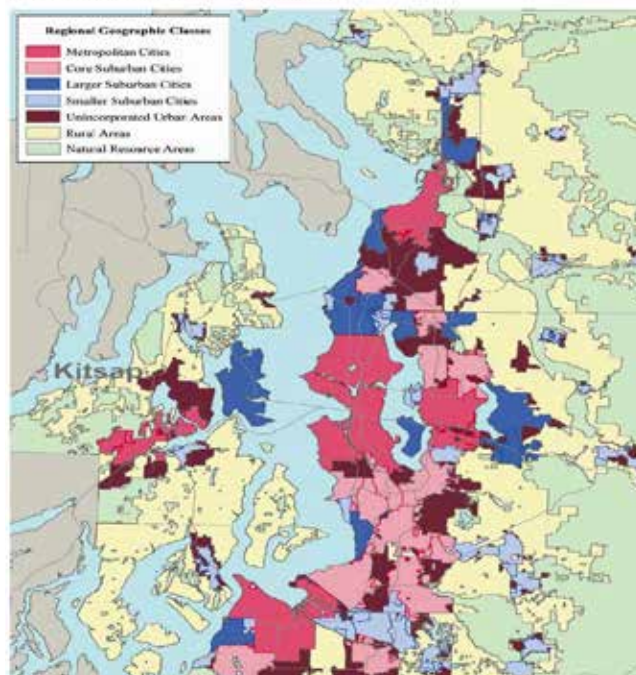 Regional Geographic Classes
Metropolitan Cities
Core Suburban Cities
Larger Suburban Cities
Smaller Suburban Cities
Unincorporated Urban Areas
Rural Areas
Natural Resource Areas
Kitsap